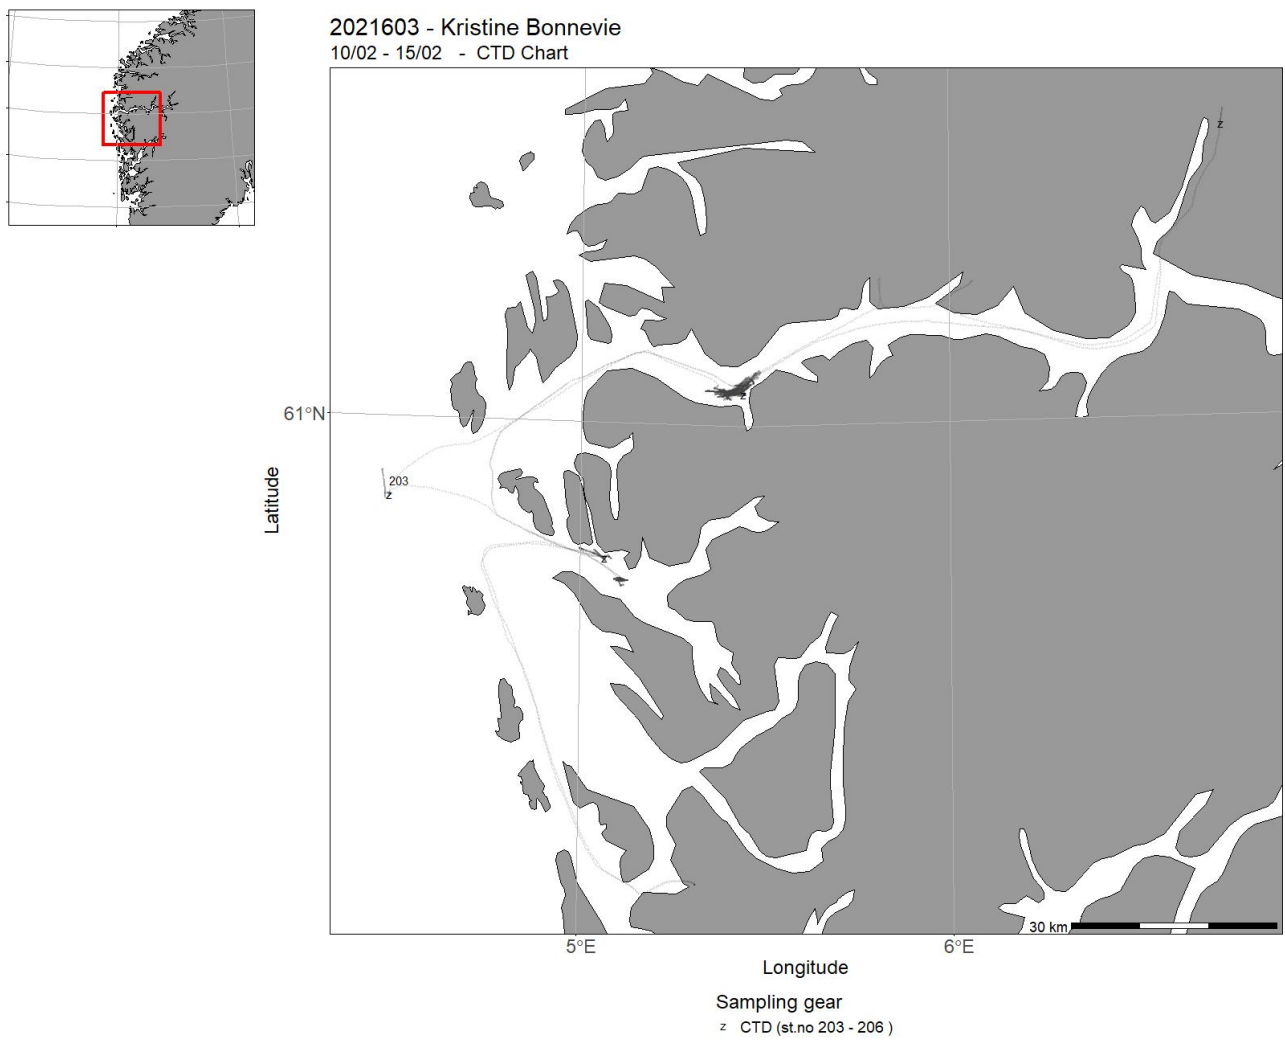 2021603 - Kristine Bonnevie
10/02 - 15/02 - CTD Chart
z
61°N
203
z
z
z
z
Latitude
30 km
5°E
6°E
Longitude
Sampling gear
z CTD (st.no 203 - 206 )